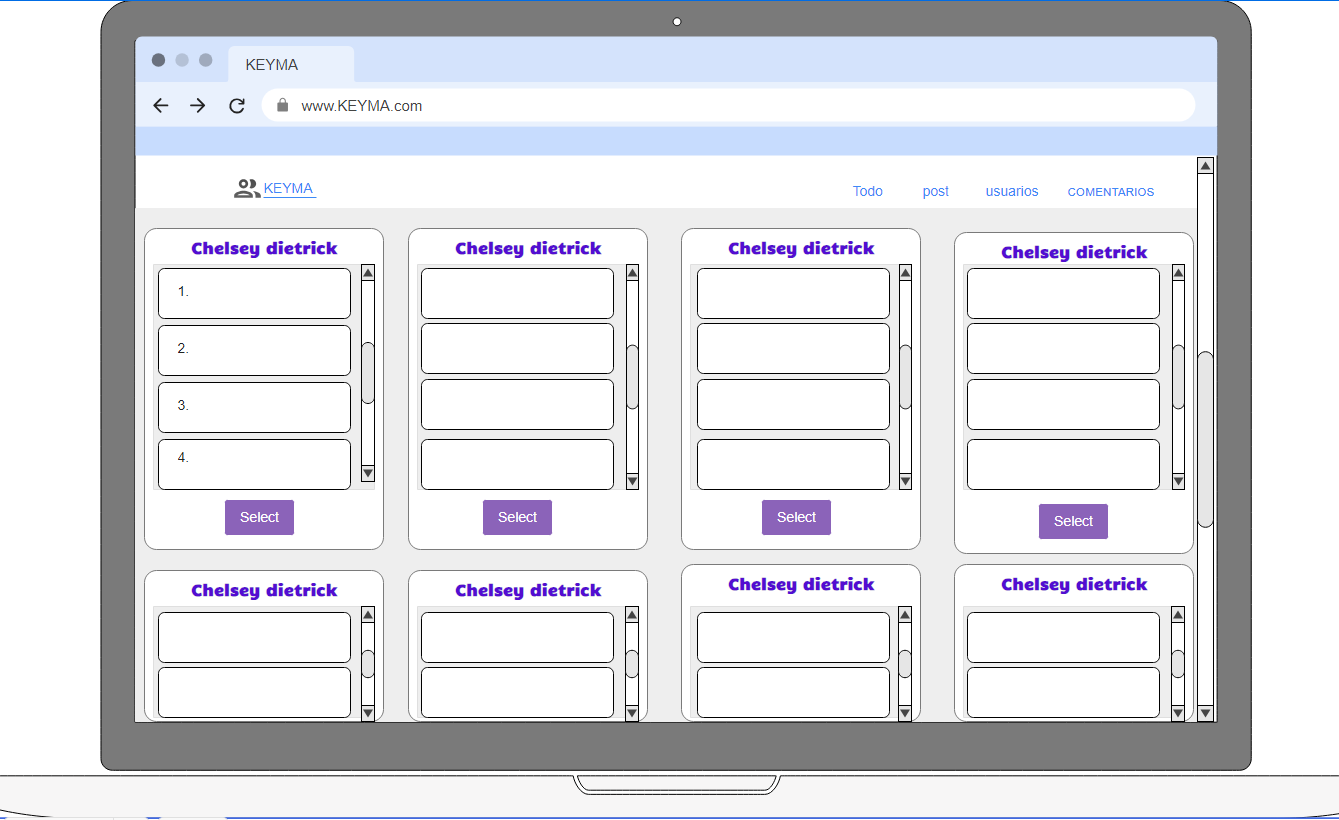 KEYMA
www.KEYMA.com
KEYMA Todo post usuarios COMENTARIOS
Chelsey dietrick Chelsey dietrick Chelsey dietrick Chelsey dietrick
1.
2.
3.
4.
Select Select Select Select
Chelsey dietrick Chelsey dietrick Chelsey dietrick Chelsey dietrick